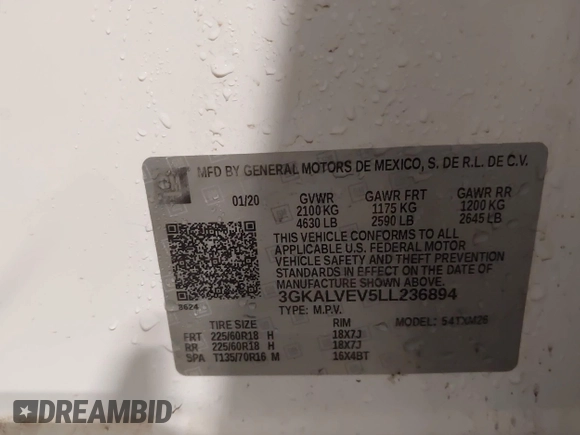 MFD BY GENERAL MOTORS DE MEXICO, S. DE R.L. DE C.V.
01/20 GVWR GAWR FRT GAWR RR
2100 KG 1175 KG 1200 KG
4630 LB 2590 LB 2645 LB
THIS VEHICLE CONFORMS TO ALL
APPLICABLE U.S. FEDERAL MOTOR
VEHICLE SAFETY AND THEFT PREVENTION
STANDARDS IN EFFECT ON THE DATE OF
MANUFACTURE SHOWN ABOVE.
3GKALVEV5LL236894
TYPE: M.P.V. MODEL: 54TXM26
8624
TIRE SIZE RIM
FRT 225/60R18 H 18X7J
RR 225/60R18 H 18X7J
SPA T135/70R16 M 16X4BT
DREAMBID